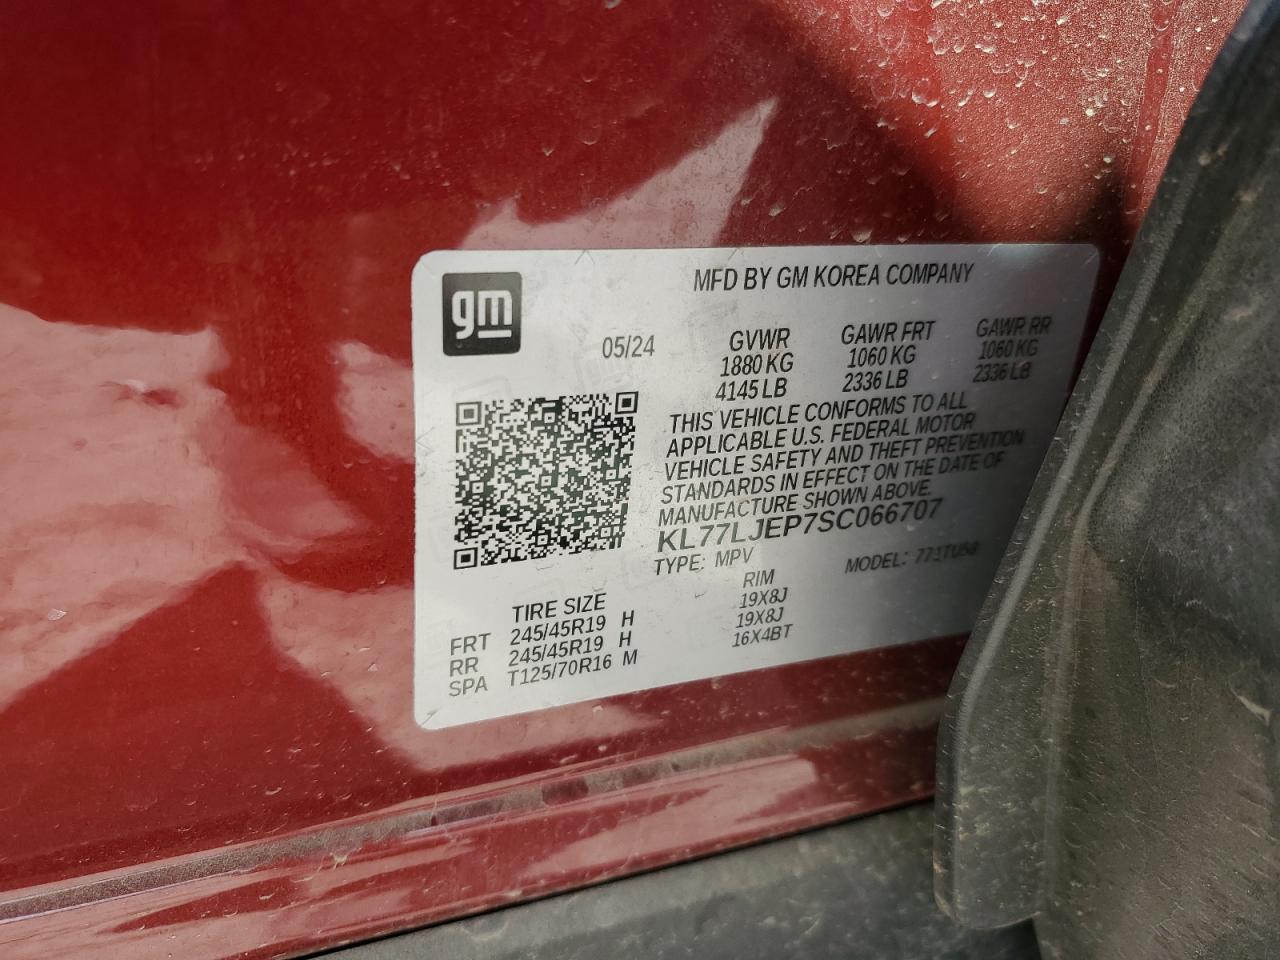 gm
MFD BY GM KOREA COMPANY
05/24
GVWR
1880 KG
4145 LB
GAWR FRT
1060 KG
2336 LB
GAWR RR
1060 KG
2336 LB
THIS VEHICLE CONFORMS TO ALL
APPLICABLE U.S. FEDERAL MOTOR
VEHICLE SAFETY AND THEFT PREVENTION
STANDARDS IN EFFECT ON THE DATE OF
MANUFACTURE SHOWN ABOVE.
KL77LJEP7SC066707
TYPE: MPV
MODEL:
TIRE SIZE RIM
FRT 245/45R19 H 19X8J
RR 245/45R19 H 19X8J
SPA T125/70R16 M 16X4BT